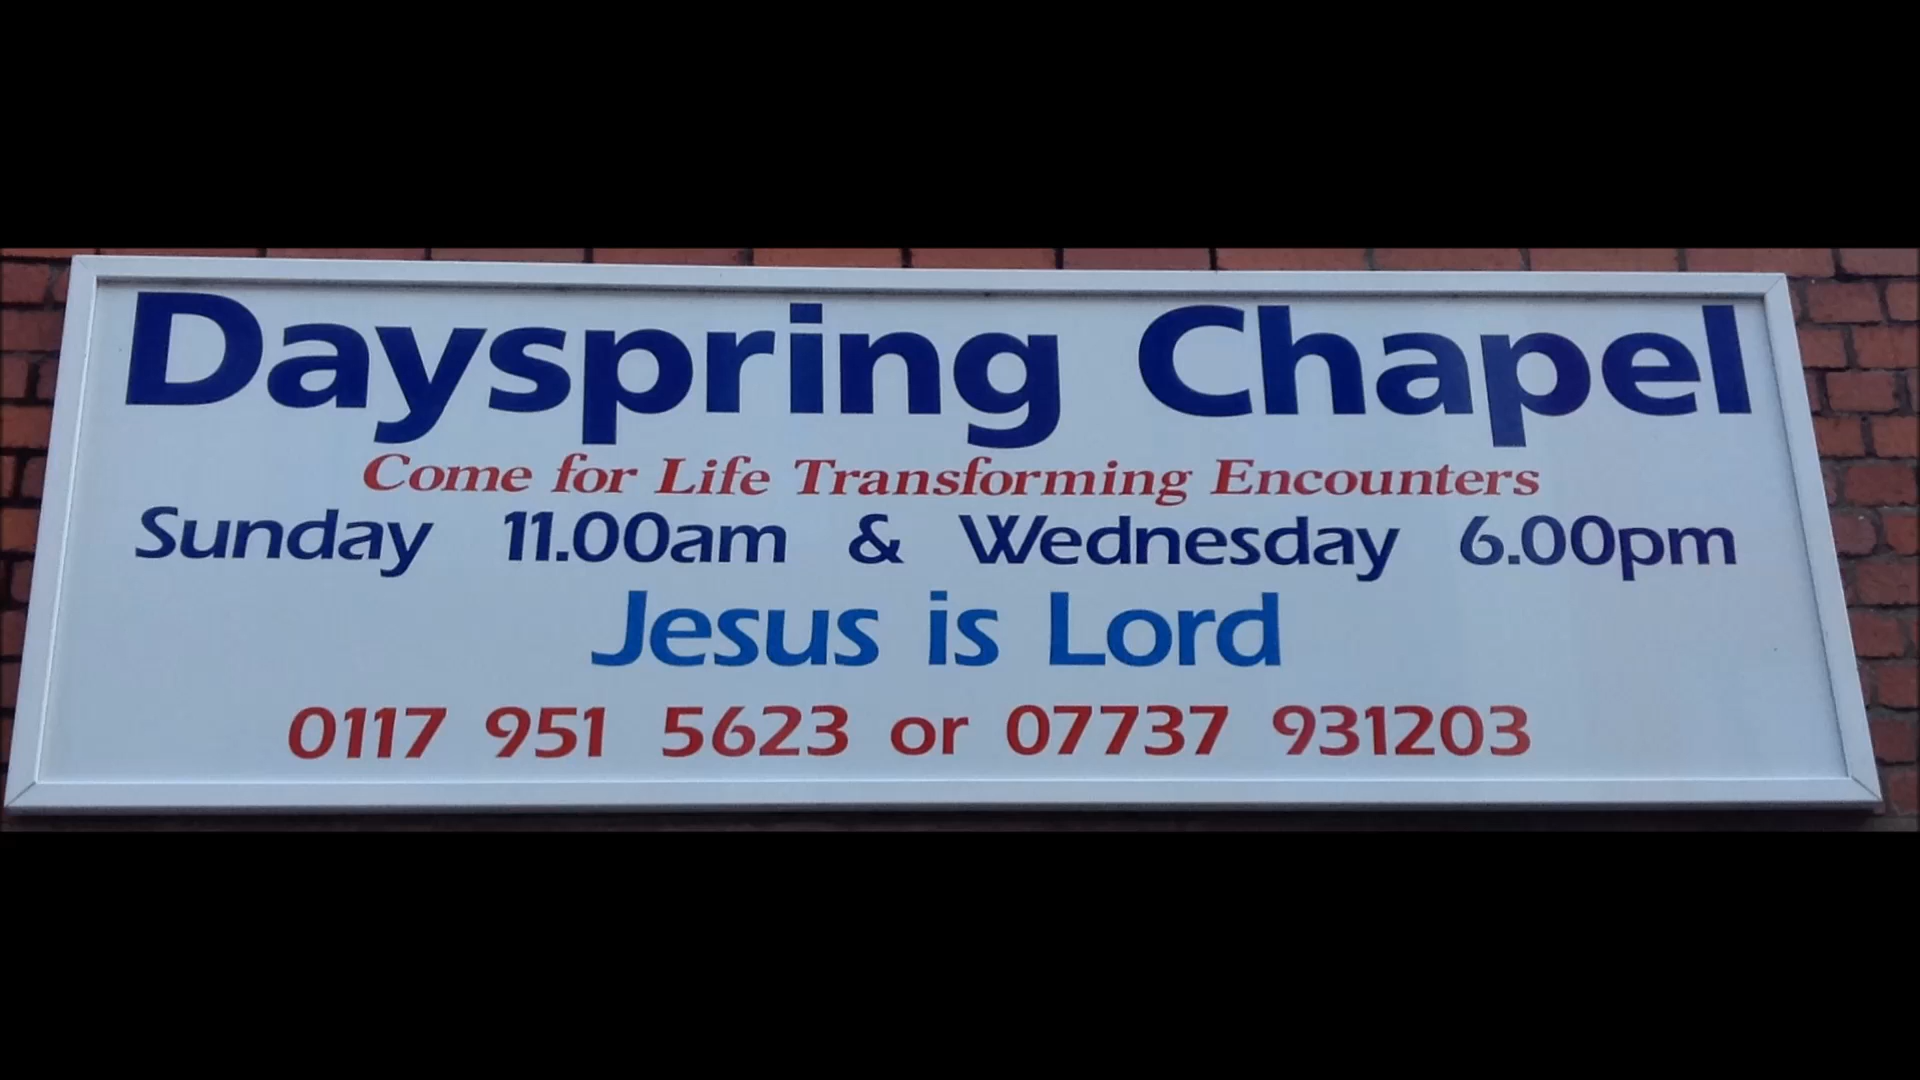 Dayspring Chapel
Come for Life Transforming Encounters
Sunday 11.00am & Wednesday 6.00pm
Jesus is Lord
0117 951 5623 or 07737 931203